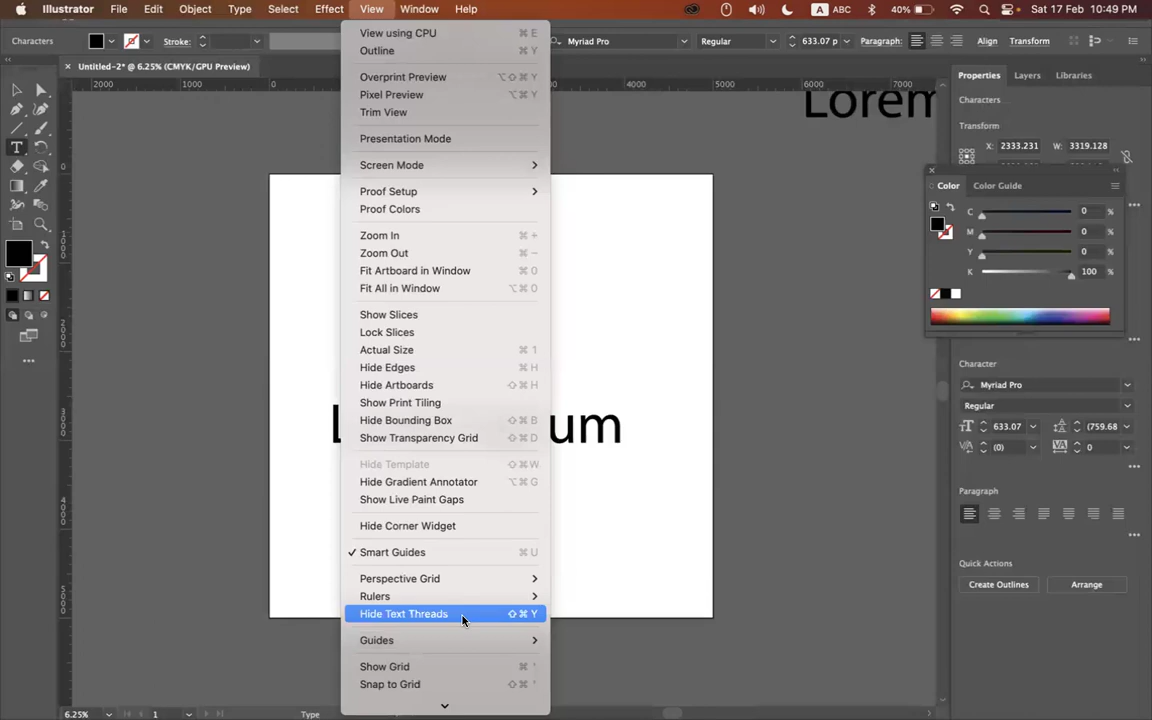 Illustrator File Edit Object Type Select Effect View Window Help A ABC 40% Sat 17 Feb 10:49 PM
Characters Stroke: Myriad Pro Regular 633.07 p Paragraph: Align Transform
× Untitled-2* @ 6.25% (CMYK/GPU Preview)
2000 0 3000 4000 5000 6000 7000
0
1000
2000
3000
4000
5000
View using CPU ⌘ E
Outline ⌘ Y
Overprint Preview ⌥⇧⌘ Y
Pixel Preview ⌥⌘ Y
Trim View
Presentation Mode
Screen Mode
Proof Setup
Proof Colors
Zoom In ⌘ +
Zoom Out ⌘ −
Fit Artboard in Window ⌘ 0
Fit All in Window ⌥⌘ 0
Show Slices
Lock Slices
Actual Size ⌘ 1
Hide Edges ⌘ H
Hide Artboards ⇧⌘ H
Show Print Tiling
Hide Bounding Box ⇧⌘ B
Show Transparency Grid ⇧⌘ D
Hide Template ⇧⌘ W
Hide Gradient Annotator ⌥⌘ G
Show Live Paint Gaps
Hide Corner Widget
✓ Smart Guides ⌘ U
Perspective Grid
Rulers
Hide Text Threads ⇧⌘ Y
Guides
Show Grid ⌘ '
Snap to Grid ⇧⌘ '
Lorem
um
Properties Layers Libraries
Characters
Transform
X: 2333.231 W: 3319.128
Color Color Guide
C 0 %
M 0 %
Y 0 %
K 100 %
Character
Myriad Pro
Regular
633.07 (759.68
(0) 0
Paragraph
Quick Actions
Create Outlines Arrange
6.25% 1 Type